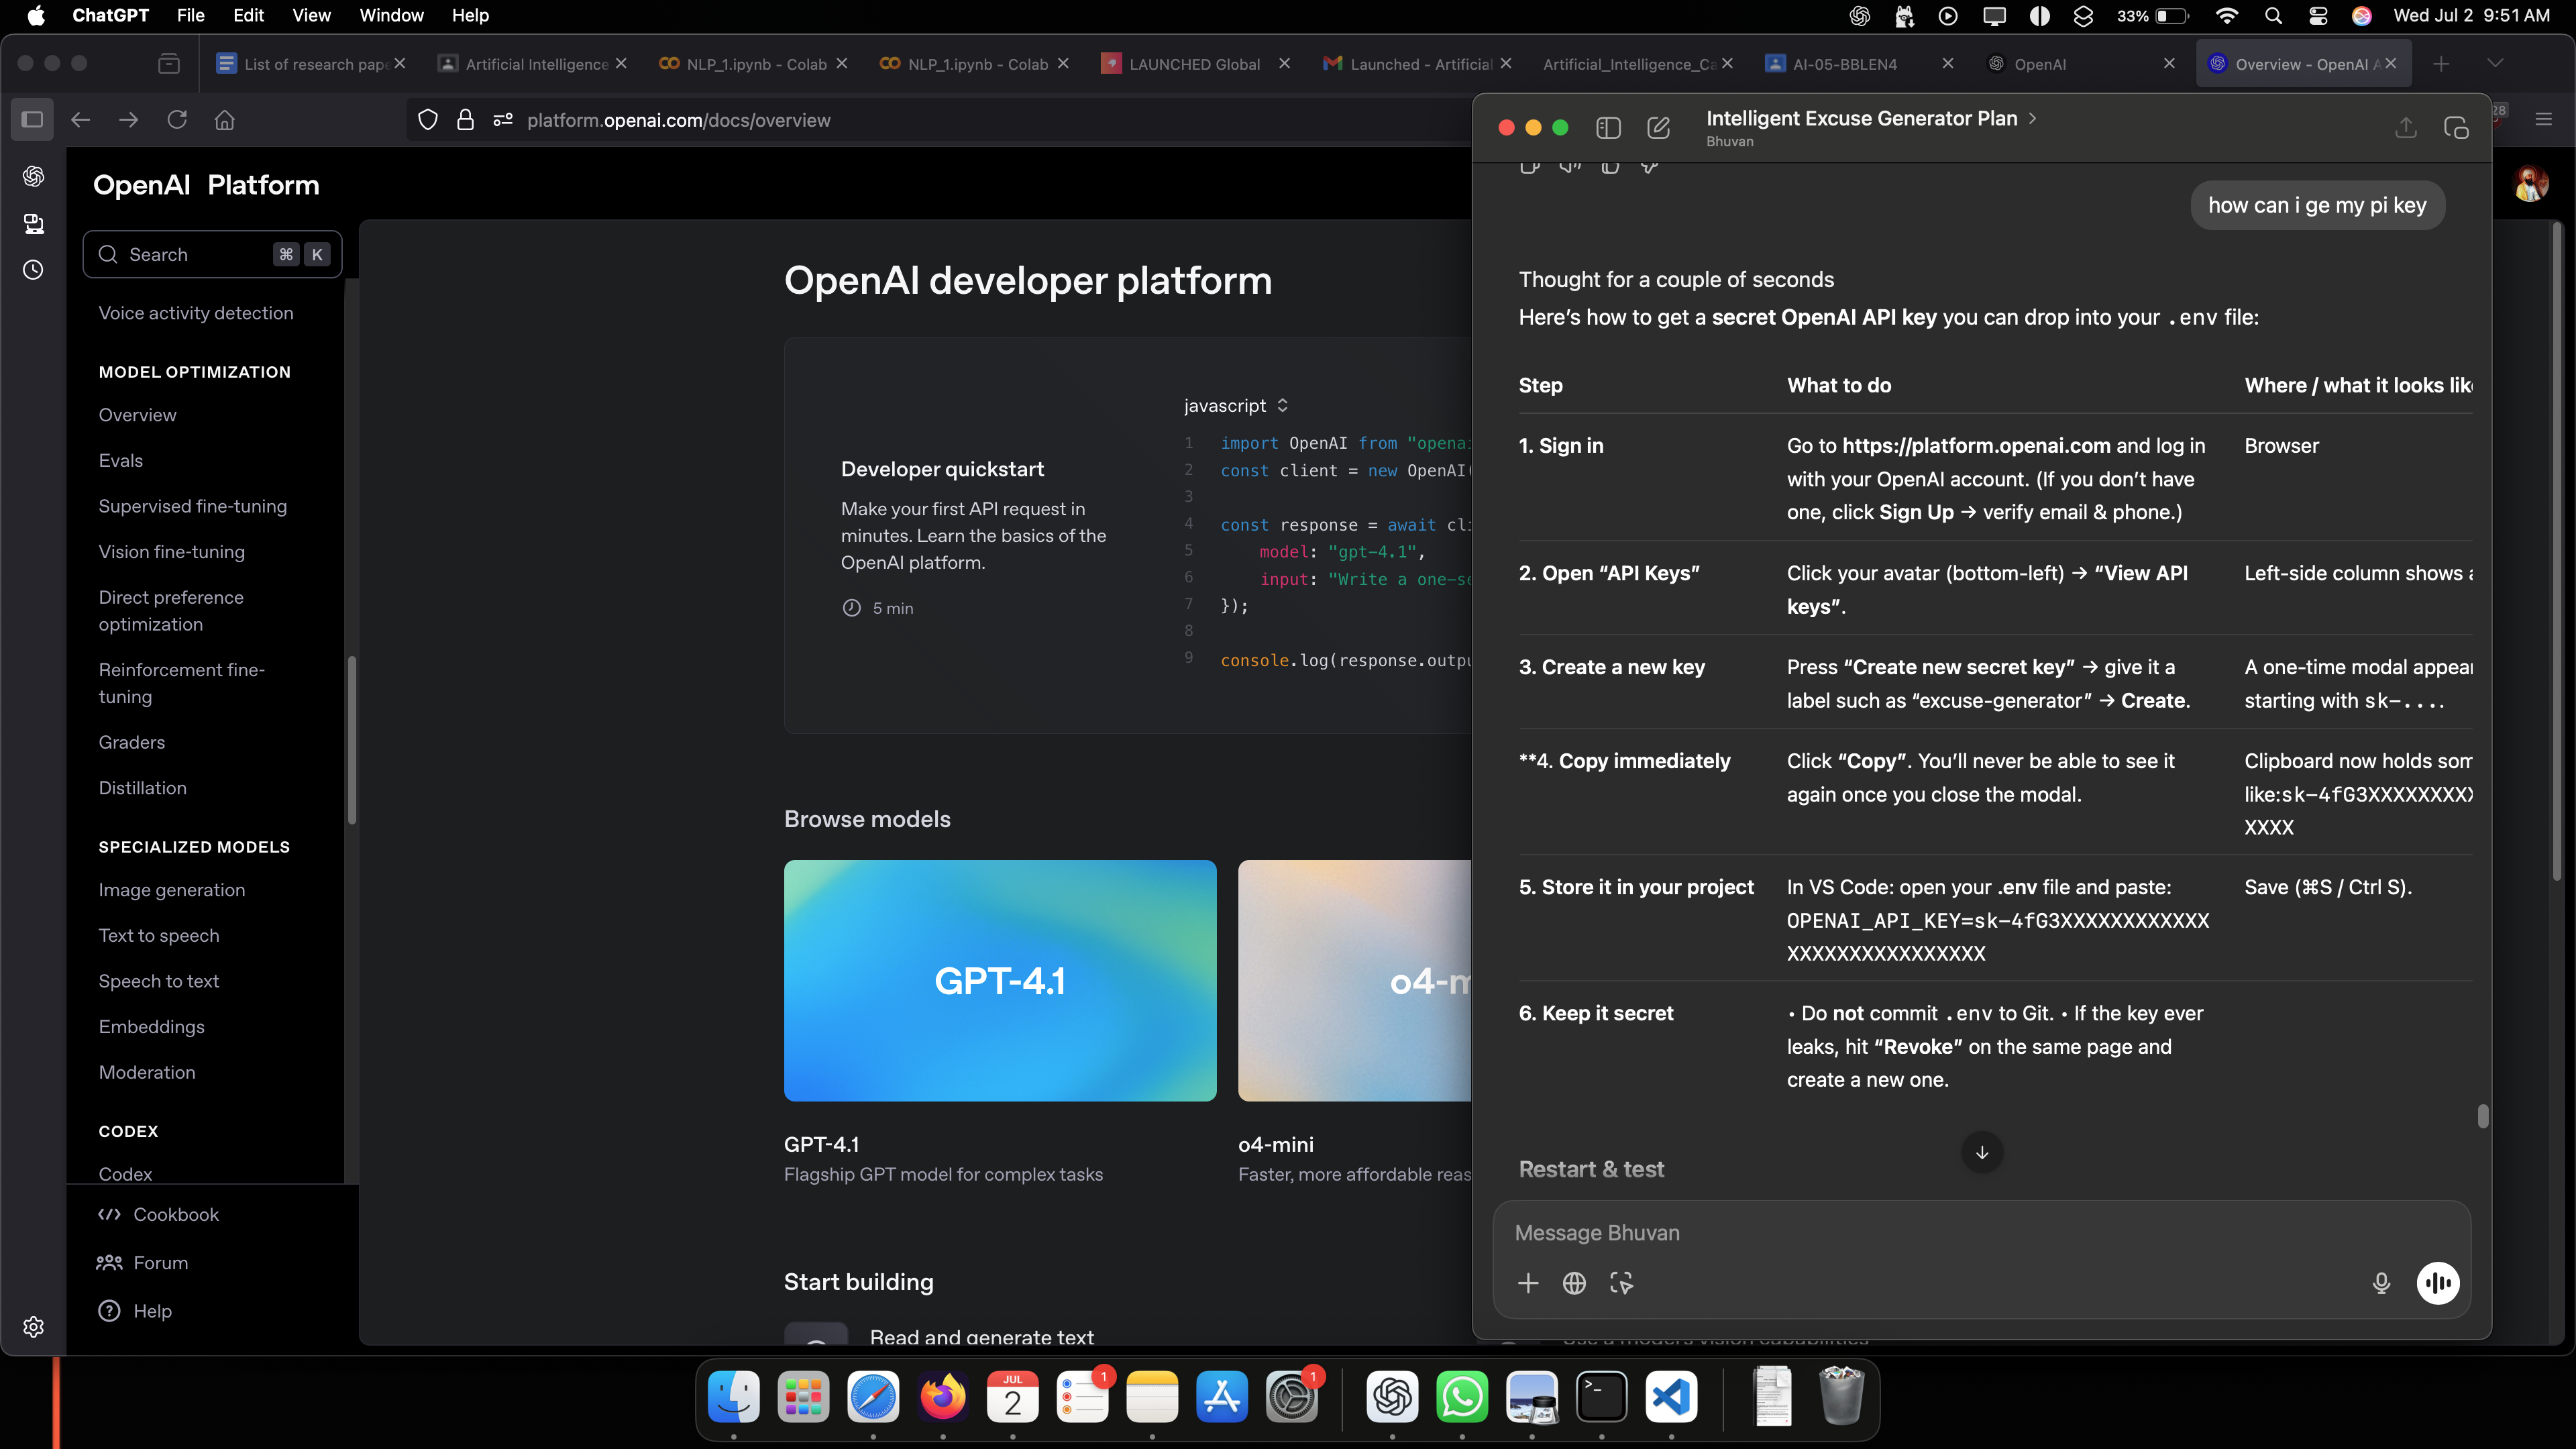 ChatGPT File Edit View Window Help 33% Wed Jul 2 9:51 AM
List of research pape Artificial Intelligence NLP_1.ipynb - Colab NLP_1.ipynb - Colab LAUNCHED Global Launched - Artificial Artificial_Intelligence_Ca AI-05-BBLEN4 OpenAI Overview - OpenAI A
platform.openai.com/docs/overview
28
OpenAI Platform
Search ⌘ K
Voice activity detection
MODEL OPTIMIZATION
Overview
Evals
Supervised fine-tuning
Vision fine-tuning
Direct preference
optimization
Reinforcement fine-
tuning
Graders
Distillation
SPECIALIZED MODELS
Image generation
Text to speech
Speech to text
Embeddings
Moderation
CODEX
Codex
Cookbook
Forum
Help
OpenAI developer platform
Developer quickstart
Make your first API request in
minutes. Learn the basics of the
OpenAI platform.
5 min
javascript
1 import OpenAI from "openai
2 const client = new OpenAI(
3
4 const response = await cli
5 model: "gpt-4.1",
6 input: "Write a one-se
7 });
8
9 console.log(response.outpu
Browse models
GPT-4.1
o4-m
GPT-4.1
Flagship GPT model for complex tasks
o4-mini
Faster, more affordable reas
Start building
Read and generate text
Use a model's vision capabilities
Intelligent Excuse Generator Plan
Bhuvan
how can i ge my pi key
Thought for a couple of seconds
Here's how to get a secret OpenAI API key you can drop into your .env file:
Step What to do Where / what it looks like
1. Sign in Go to https://platform.openai.com and log in Browser
with your OpenAI account. (If you don't have
one, click Sign Up → verify email & phone.)
2. Open “API Keys” Click your avatar (bottom-left) → “View API Left-side column shows a
keys”.
3. Create a new key Press “Create new secret key” → give it a A one-time modal appear
label such as “excuse-generator” → Create. starting with sk-....
**4. Copy immediately Click “Copy”. You’ll never be able to see it Clipboard now holds som
again once you close the modal. like:sk-4fG3XXXXXXXXX
XXXX
5. Store it in your project In VS Code: open your .env file and paste: Save (⌘S / Ctrl S).
OPENAI_API_KEY=sk-4fG3XXXXXXXXXXXX
XXXXXXXXXXXXXXXX
6. Keep it secret • Do not commit .env to Git. • If the key ever
leaks, hit “Revoke” on the same page and
create a new one.
Restart & test
Message Bhuvan
JUL
2
1
1